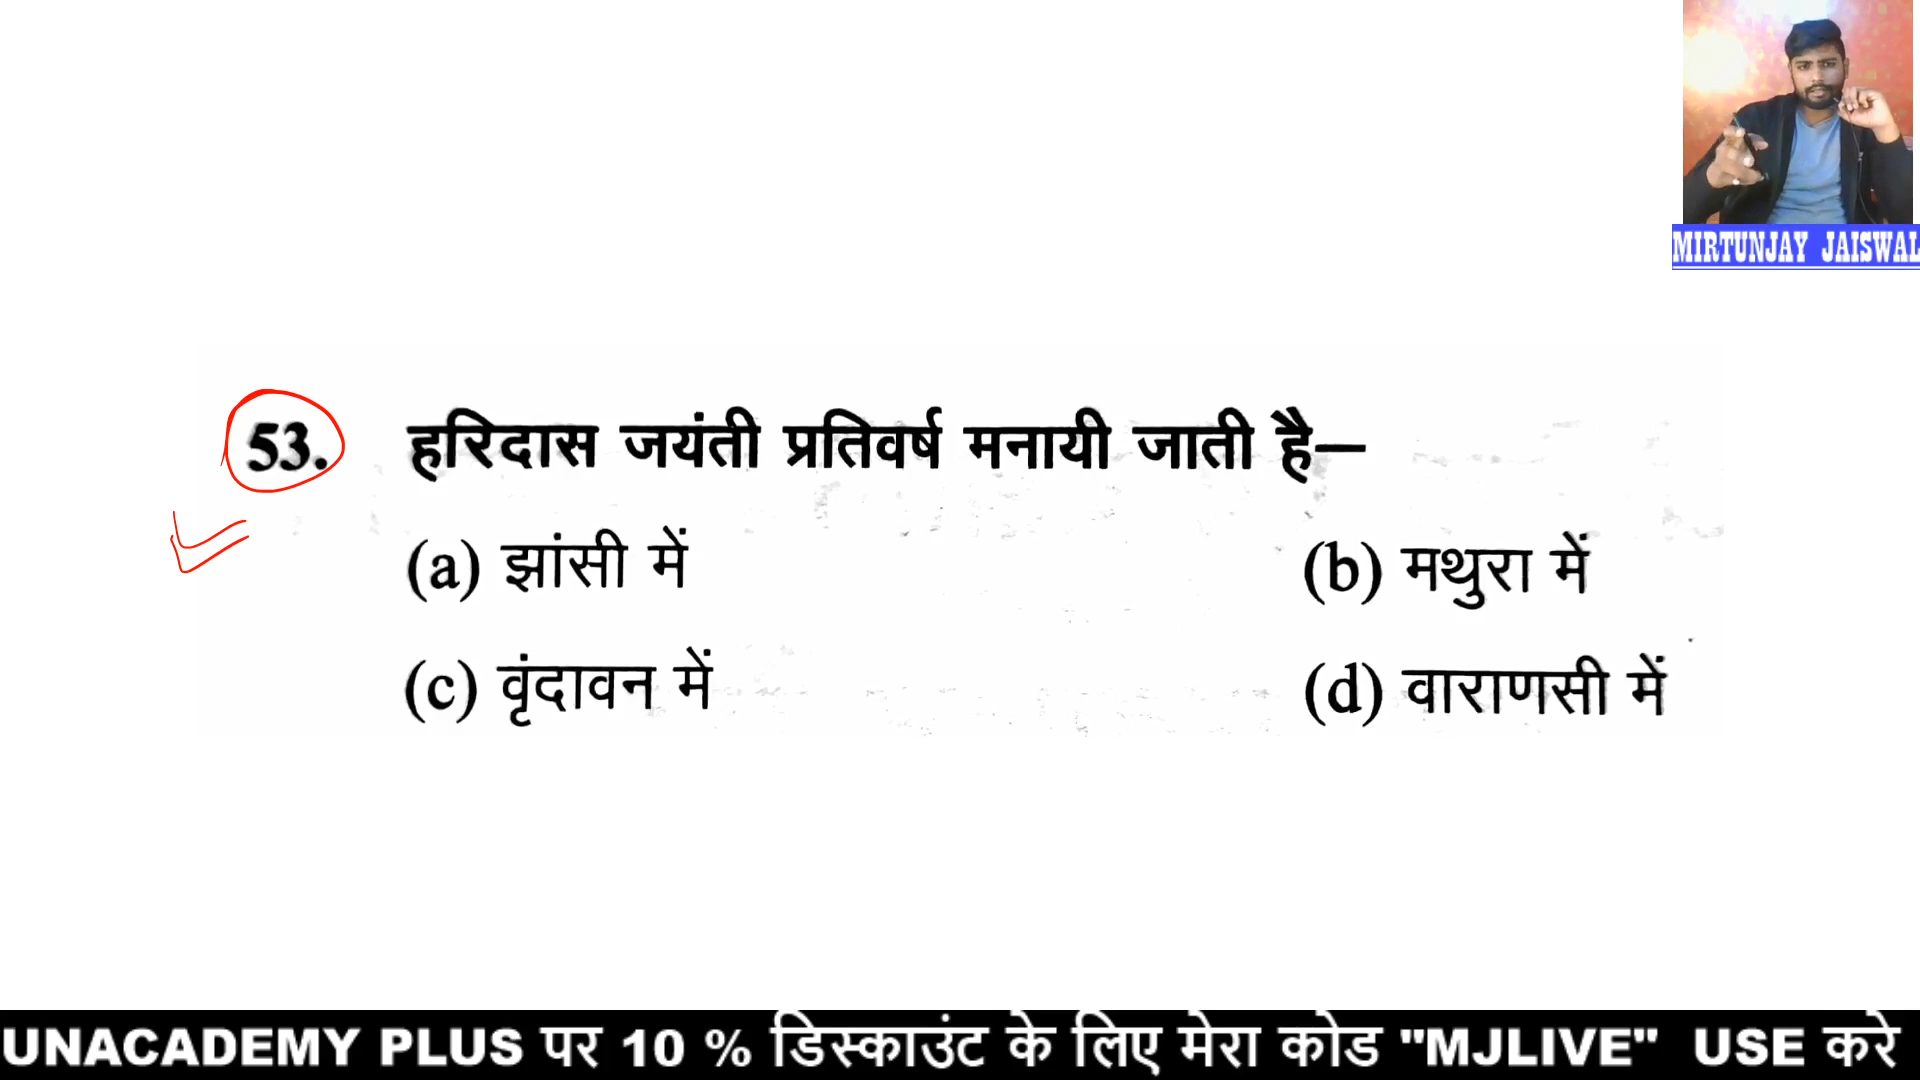 MIRTUNJAY JAISWAL
53. हरिदास जयंती प्रतिवर्ष मनायी जाती है—
(a) झांसी में (b) मथुरा में
(c) वृंदावन में (d) वाराणसी में
UNACADEMY PLUS पर 10 % डिस्काउंट के लिए मेरा कोड "MJLIVE" USE करे